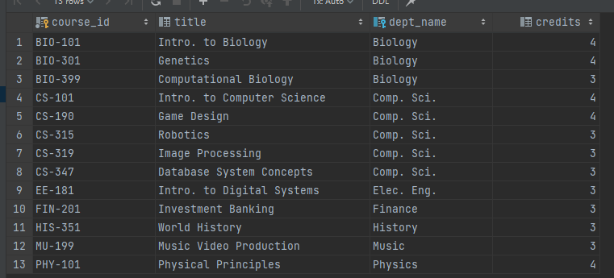 13 rows Tx: Auto DDL
course_id title dept_name credits
1 BIO-101 Intro. to Biology Biology 4
2 BIO-301 Genetics Biology 4
3 BIO-399 Computational Biology Biology 3
4 CS-101 Intro. to Computer Science Comp. Sci. 4
5 CS-190 Game Design Comp. Sci. 4
6 CS-315 Robotics Comp. Sci. 3
7 CS-319 Image Processing Comp. Sci. 3
8 CS-347 Database System Concepts Comp. Sci. 3
9 EE-181 Intro. to Digital Systems Elec. Eng. 3
10 FIN-201 Investment Banking Finance 3
11 HIS-351 World History History 3
12 MU-199 Music Video Production Music 3
13 PHY-101 Physical Principles Physics 4